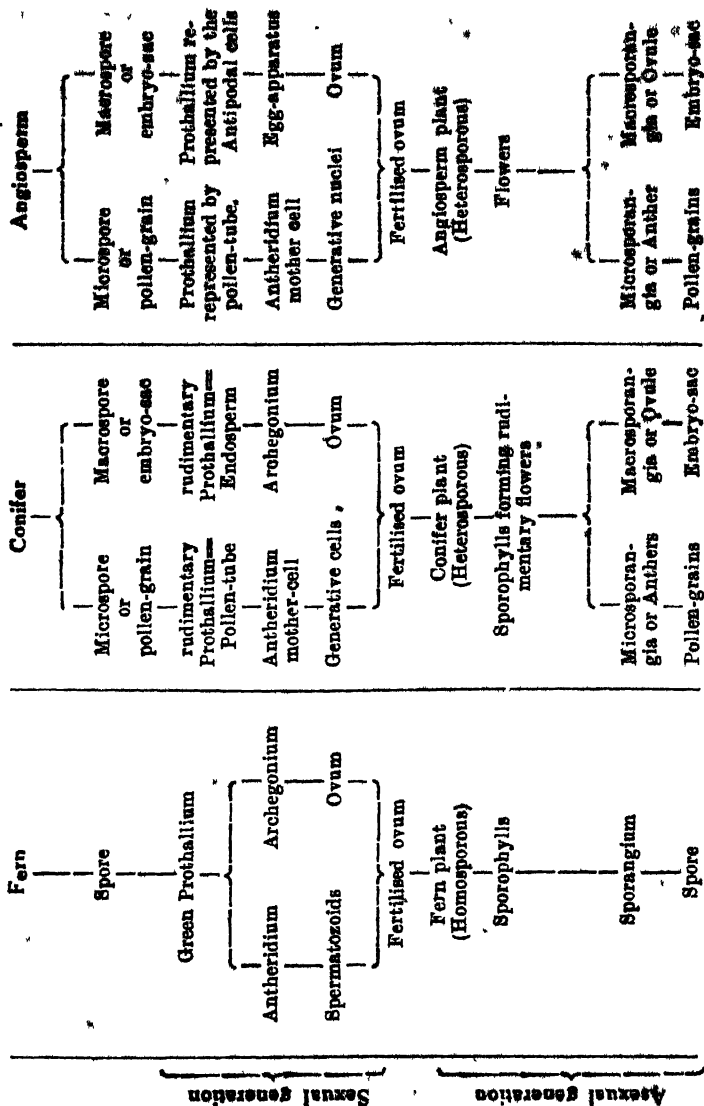 Fern
Spore
Green Prothallium
Antheridium Archegonium
Spermatozoids Ovum
Fertilised ovum
Fern plant
(Homosporous)
Sporophylls
Sporangium
Spore
Conifer
Microspore Macrospore
or or
pollen-grain embryo-sac
rudimentary rudimentary
Prothallium= Prothallium=
Pollen-tube Endosperm
Antheridium Archegonium
mother-cell
Generative cells, Ovum
Fertilised ovum
Conifer plant
(Heterosporous)
Sporophylls forming rudi-
mentary flowers
Microsporan- Macrosporan-
gia or Anthers gia or Ovule
Pollen-grains Embryo-sac
Angiosperm
Microspore Macrospore
or or
pollen-grain embryo-sac
Prothallium Prothallium re-
represented by presented by the
pollen-tube. Antipodal cells
Antheridium Egg-apparatus
mother cell
Generative nuclei Ovum
Fertilised ovum
Angiosperm plant
(Heterosporous)
Flowers
Microsporan- Macrosporan-
gia or Anther gia or Ovule
Pollen-grains Embryo-sac
Sexual generation
Asexual generation